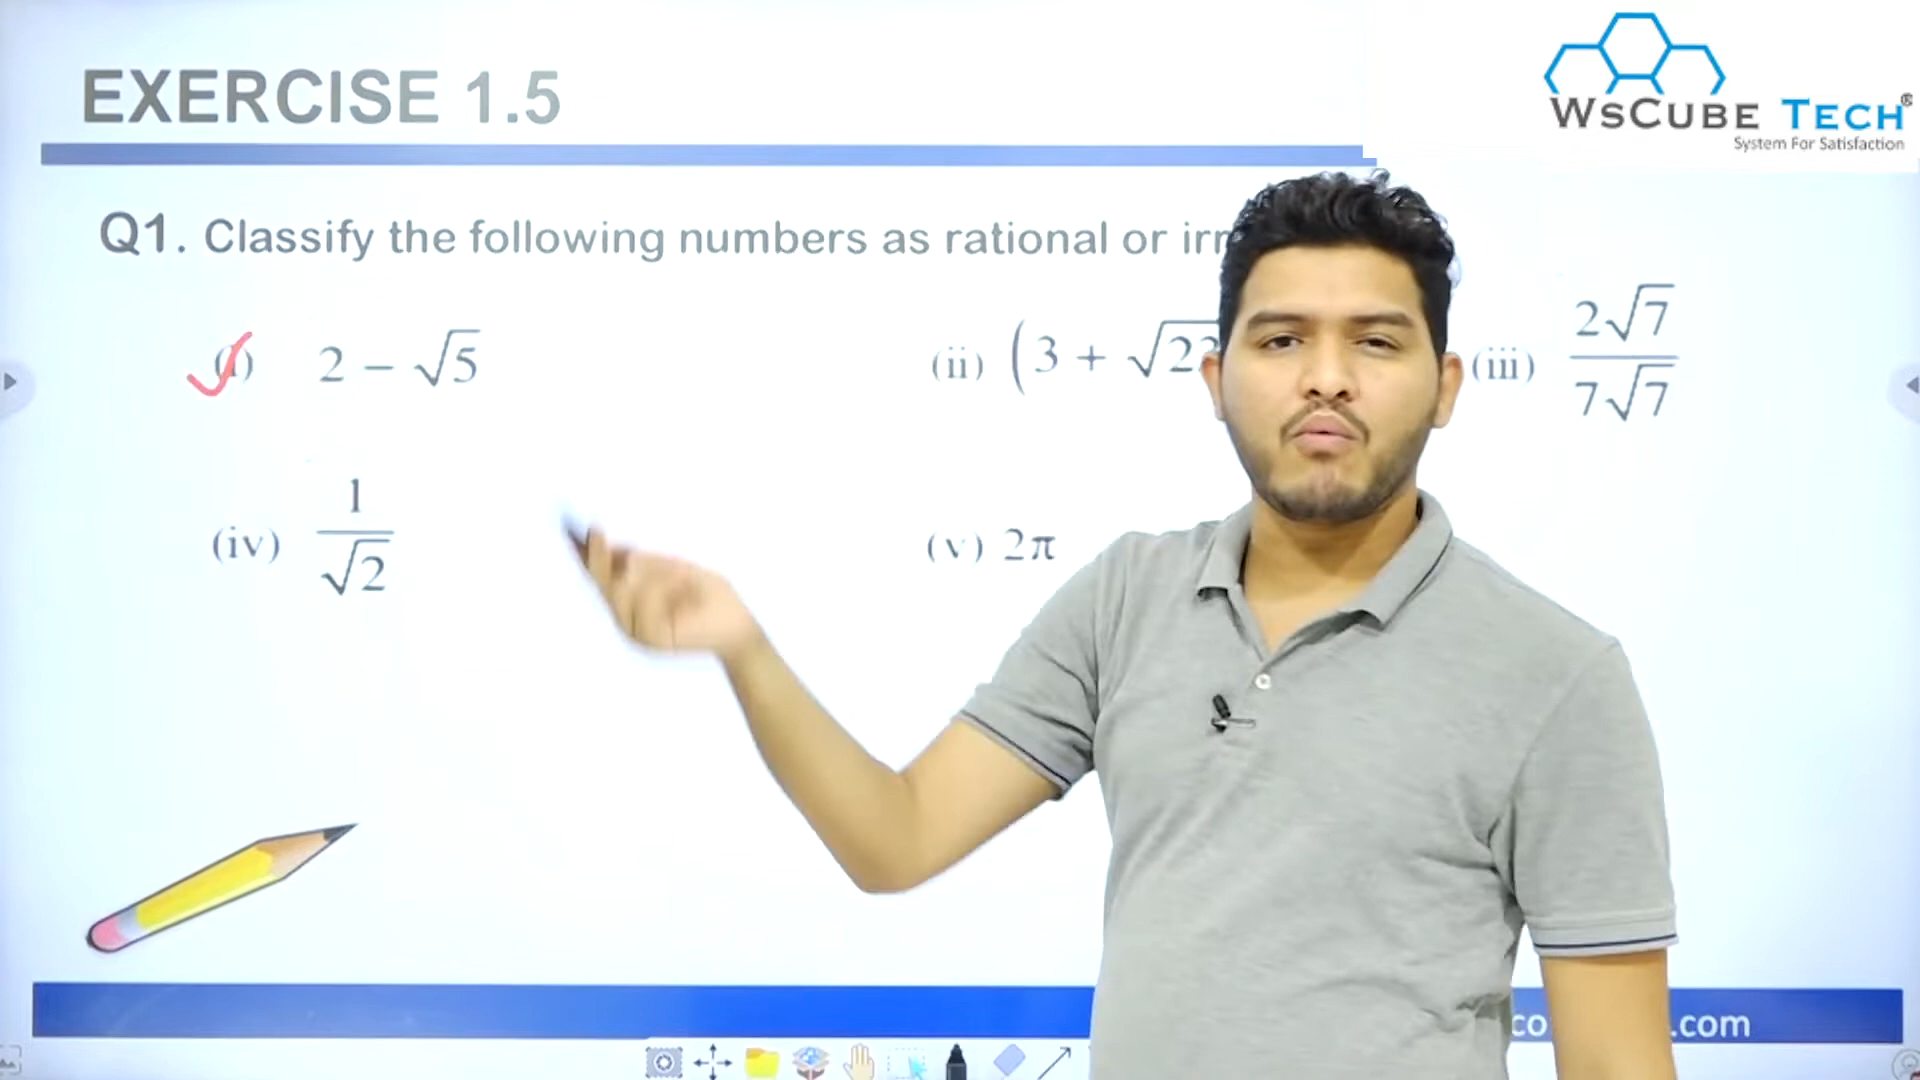 WSCUBE TECH®
System For Satisfaction
EXERCISE 1.5
Q1. Classify the following numbers as rational or
(i) 2 − √5
(ii) (3 + √2
(iii) 2√7
7√7
(iv) 1
√2
(v) 2π
.com